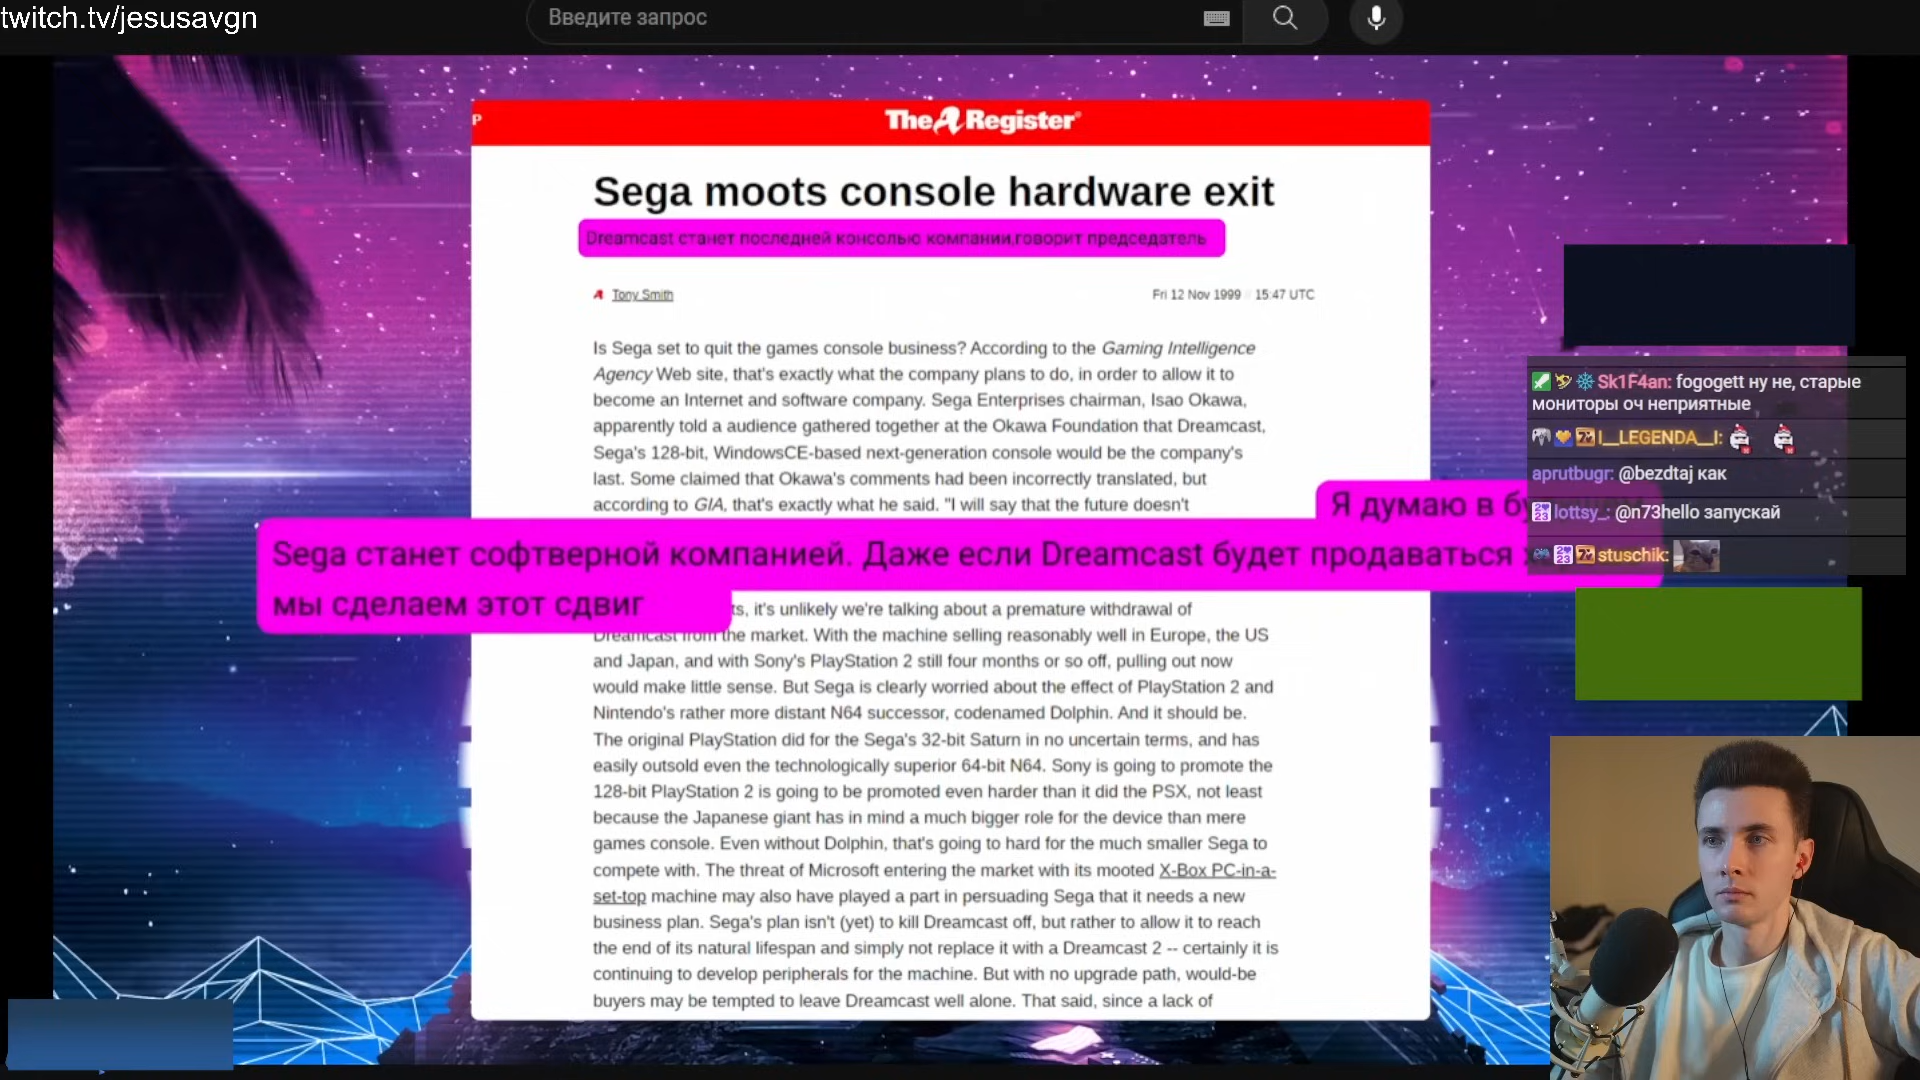 twitch.tv/jesusavgn
Введите запрос
P
The Register
Sega moots console hardware exit
Dreamcast станет последней консолью компании,говорит председатель
Tony Smith
Fri 12 Nov 1999 15:47 UTC
Is Sega set to quit the games console business? According to the Gaming Intelligence
Agency Web site, that's exactly what the company plans to do, in order to allow it to
become an Internet and software company. Sega Enterprises chairman, Isao Okawa,
apparently told a audience gathered together at the Okawa Foundation that Dreamcast,
Sega's 128-bit, WindowsCE-based next-generation console would be the company's
last. Some claimed that Okawa's comments had been incorrectly translated, but
according to GIA, that's exactly what he said. "I will say that the future doesn't
Я думаю в
Sega станет софтверной компанией. Даже если Dreamcast будет продаваться
мы сделаем этот сдвиг
it's unlikely we're talking about a premature withdrawal of
Dreamcast from the market. With the machine selling reasonably well in Europe, the US
and Japan, and with Sony's PlayStation 2 still four months or so off, pulling out now
would make little sense. But Sega is clearly worried about the effect of PlayStation 2 and
Nintendo's rather more distant N64 successor, codenamed Dolphin. And it should be.
The original PlayStation did for the Sega's 32-bit Saturn in no uncertain terms, and has
easily outsold even the technologically superior 64-bit N64. Sony is going to promote the
128-bit PlayStation 2 is going to be promoted even harder than it did the PSX, not least
because the Japanese giant has in mind a much bigger role for the device than mere
games console. Even without Dolphin, that's going to hard for the much smaller Sega to
compete with. The threat of Microsoft entering the market with its mooted X-Box PC-in-a-
set-top machine may also have played a part in persuading Sega that it needs a new
business plan. Sega's plan isn't (yet) to kill Dreamcast off, but rather to allow it to reach
the end of its natural lifespan and simply not replace it with a Dreamcast 2 -- certainly it is
continuing to develop peripherals for the machine. But with no upgrade path, would-be
buyers may be tempted to leave Dreamcast well alone. That said, since a lack of
Sk1F4an: fogogett ну не, старые
мониторы оч неприятные
I__LEGENDA__I:
aprutbugr: @bezdtaj как
lottsy_: @n73hello запускай
stuschik: